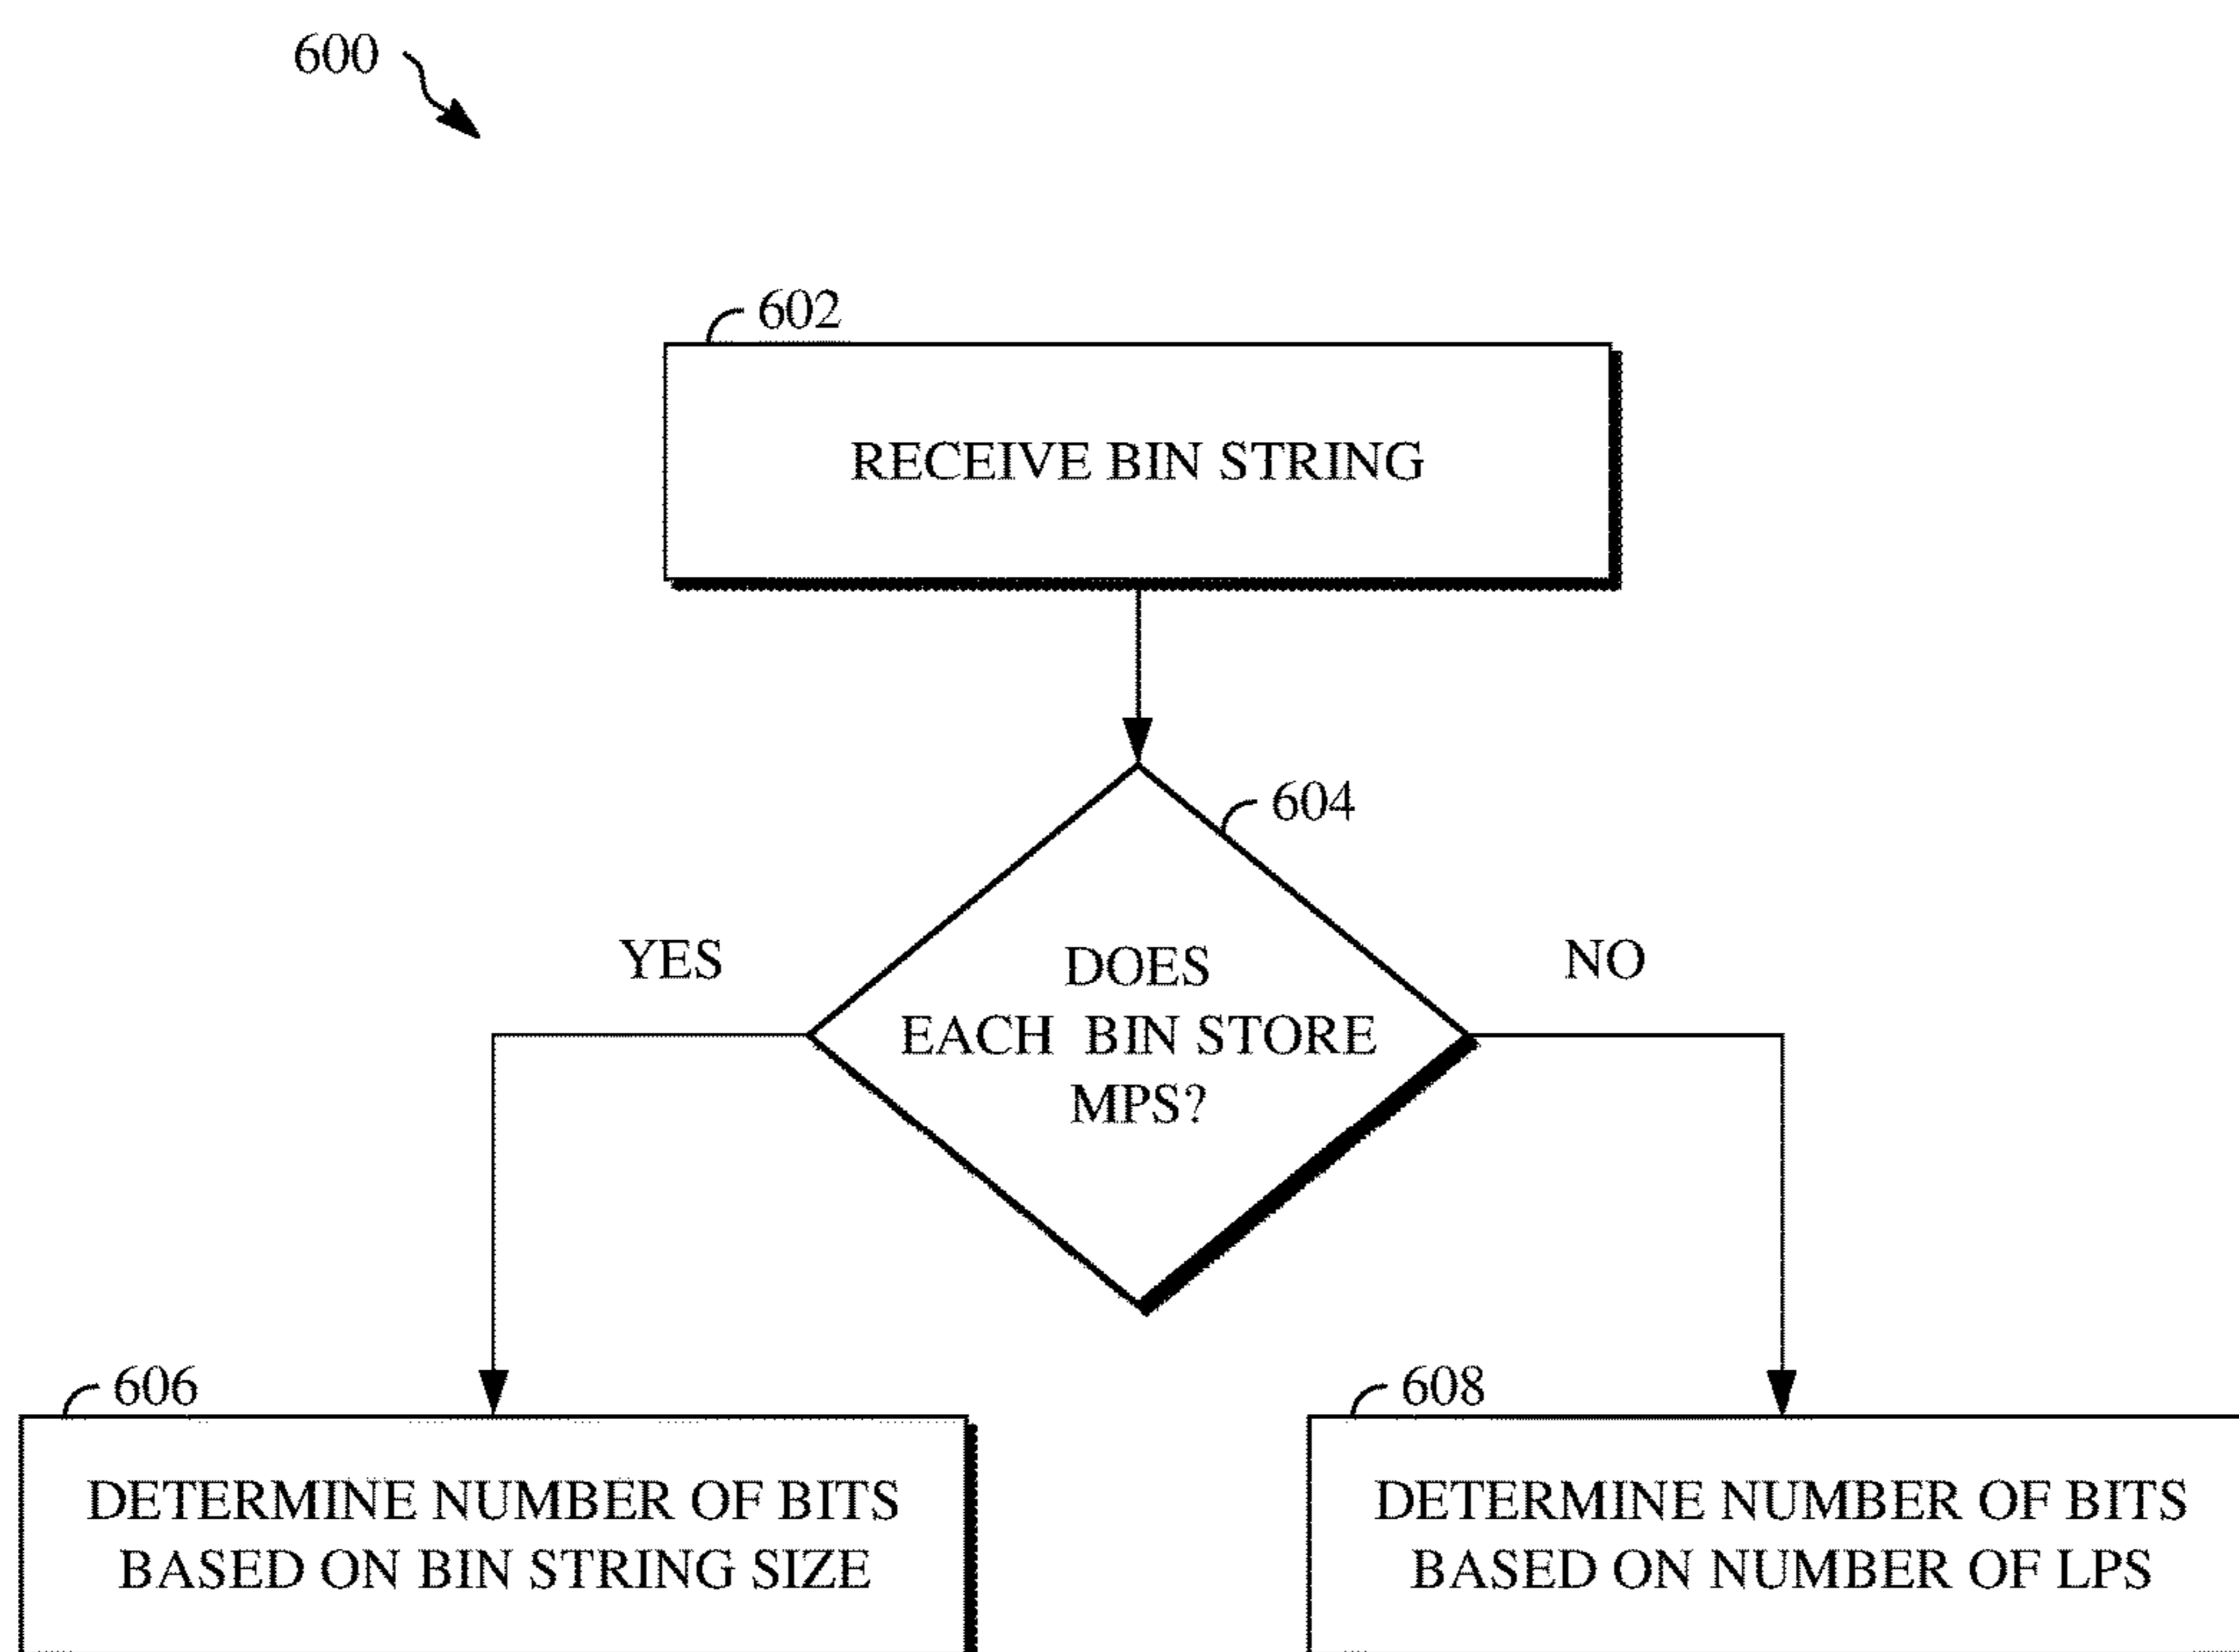 600
602
RECEIVE BIN STRING
604
YES
NO
DOES
EACH BIN STORE
MPS?
606
DETERMINE NUMBER OF BITS
BASED ON BIN STRING SIZE
608
DETERMINE NUMBER OF BITS
BASED ON NUMBER OF LPS